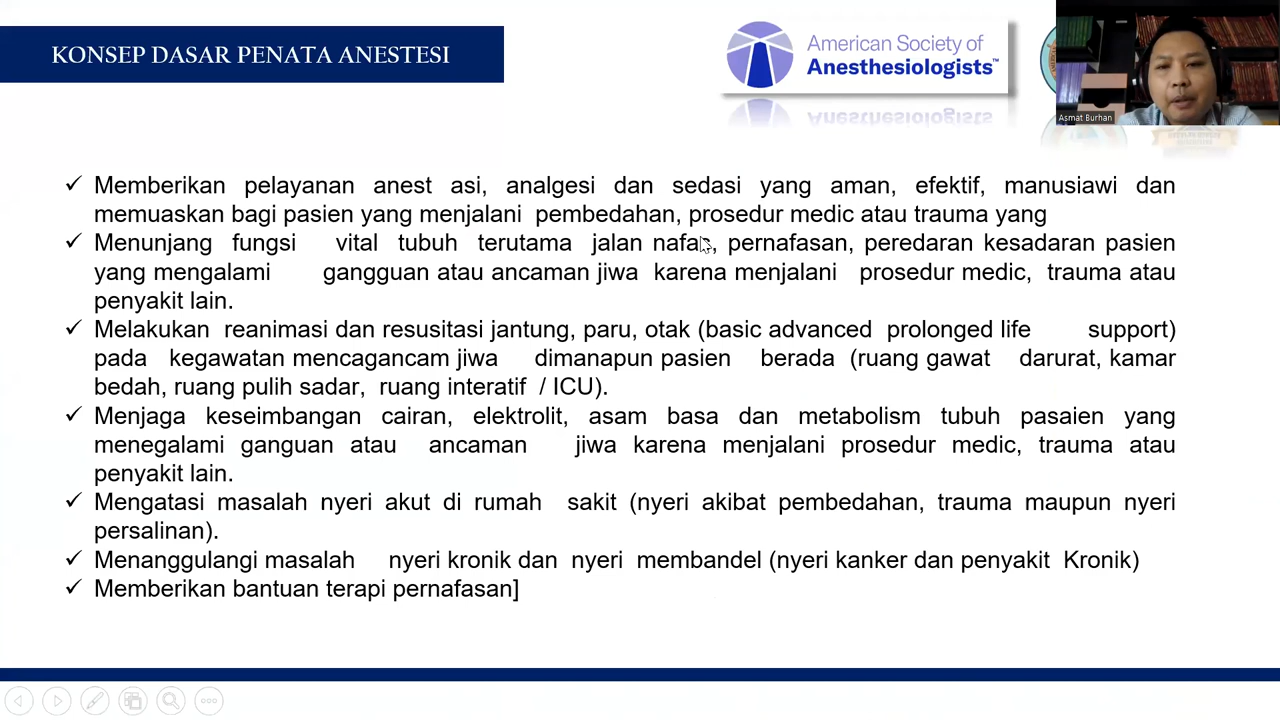 KONSEP DASAR PENATA ANESTESI
American Society of
Anesthesiologists™
Asmat Burhan
Memberikan pelayanan anest asi, analgesi dan sedasi yang aman, efektif, manusiawi dan
memuaskan bagi pasien yang menjalani pembedahan, prosedur medic atau trauma yang
Menunjang fungsi vital tubuh terutama jalan nafas, pernafasan, peredaran kesadaran pasien
yang mengalami gangguan atau ancaman jiwa karena menjalani prosedur medic, trauma atau
penyakit lain.
Melakukan reanimasi dan resusitasi jantung, paru, otak (basic advanced prolonged life support)
pada kegawatan mencagancam jiwa dimanapun pasien berada (ruang gawat darurat, kamar
bedah, ruang pulih sadar, ruang interatif / ICU).
Menjaga keseimbangan cairan, elektrolit, asam basa dan metabolism tubuh pasaien yang
menegalami ganguan atau ancaman jiwa karena menjalani prosedur medic, trauma atau
penyakit lain.
Mengatasi masalah nyeri akut di rumah sakit (nyeri akibat pembedahan, trauma maupun nyeri
persalinan).
Menanggulangi masalah nyeri kronik dan nyeri membandel (nyeri kanker dan penyakit Kronik)
Memberikan bantuan terapi pernafasan]